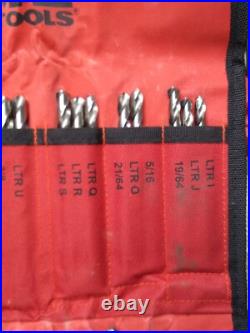 TOOLS
LTR U
LTR Q
LTR R
LTR S
5/16
LTR O
21/64
LTR I
LTR J
19/64